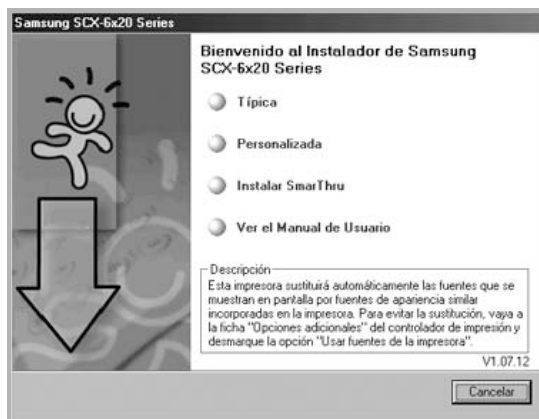 Samsung SCX-6x20 Series
Bienvenido al Instalador de Samsung
SCX-6x20 Series
Típica
Personalizada
Instalar SmarThru
Ver el Manual de Usuario
Descripción
Esta impresora sustituirá automáticamente las fuentes que se
muestran en pantalla por fuentes de apariencia similar
incorporadas en la impresora. Para evitar la sustitución, vaya a
la ficha "Opciones adicionales" del controlador de impresión y
desmarque la opción "Usar fuentes de la impresora".
V1.07.12
Cancelar